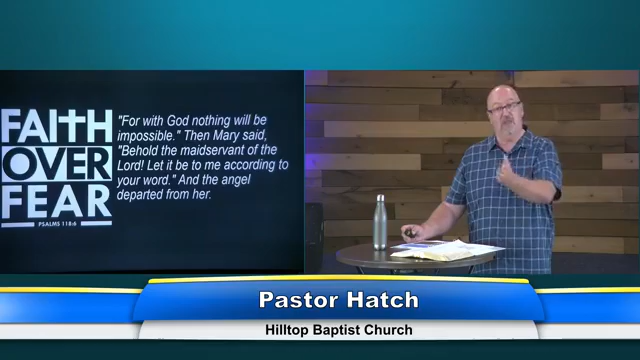 FAITH
OVER
FEAR
PSALMS 118:6
"For with God nothing will be
impossible." Then Mary said,
"Behold the maidservant of the
Lord! Let it be to me according to
your word." And the angel
departed from her.
Pastor Hatch
Hilltop Baptist Church